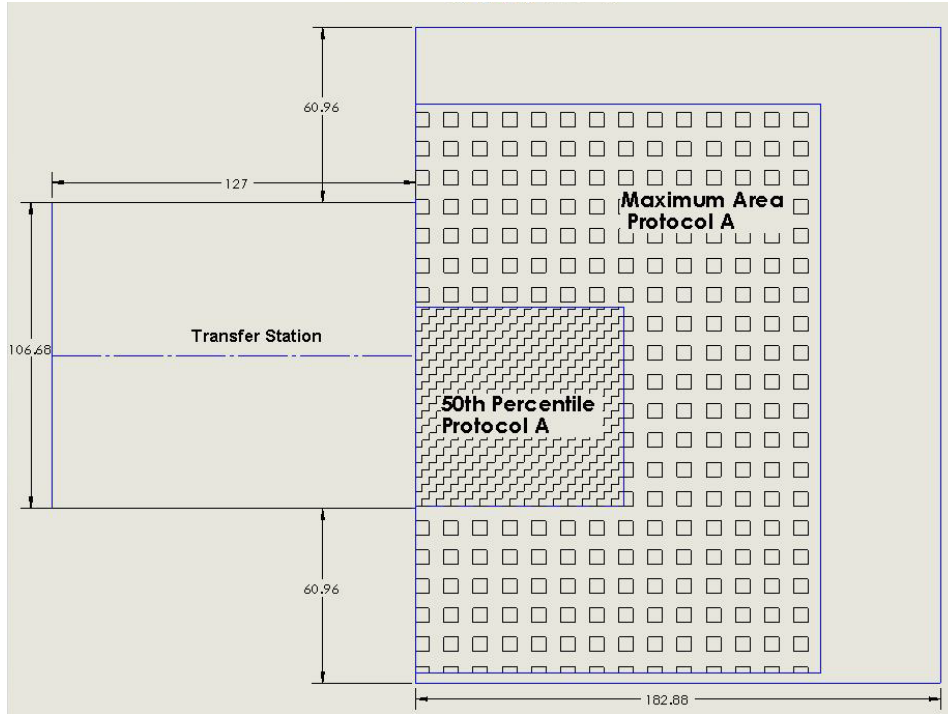 60.96
127
Maximum Area
Protocol A
Transfer Station
106.68
50th Percentile
Protocol A
60.96
182.88